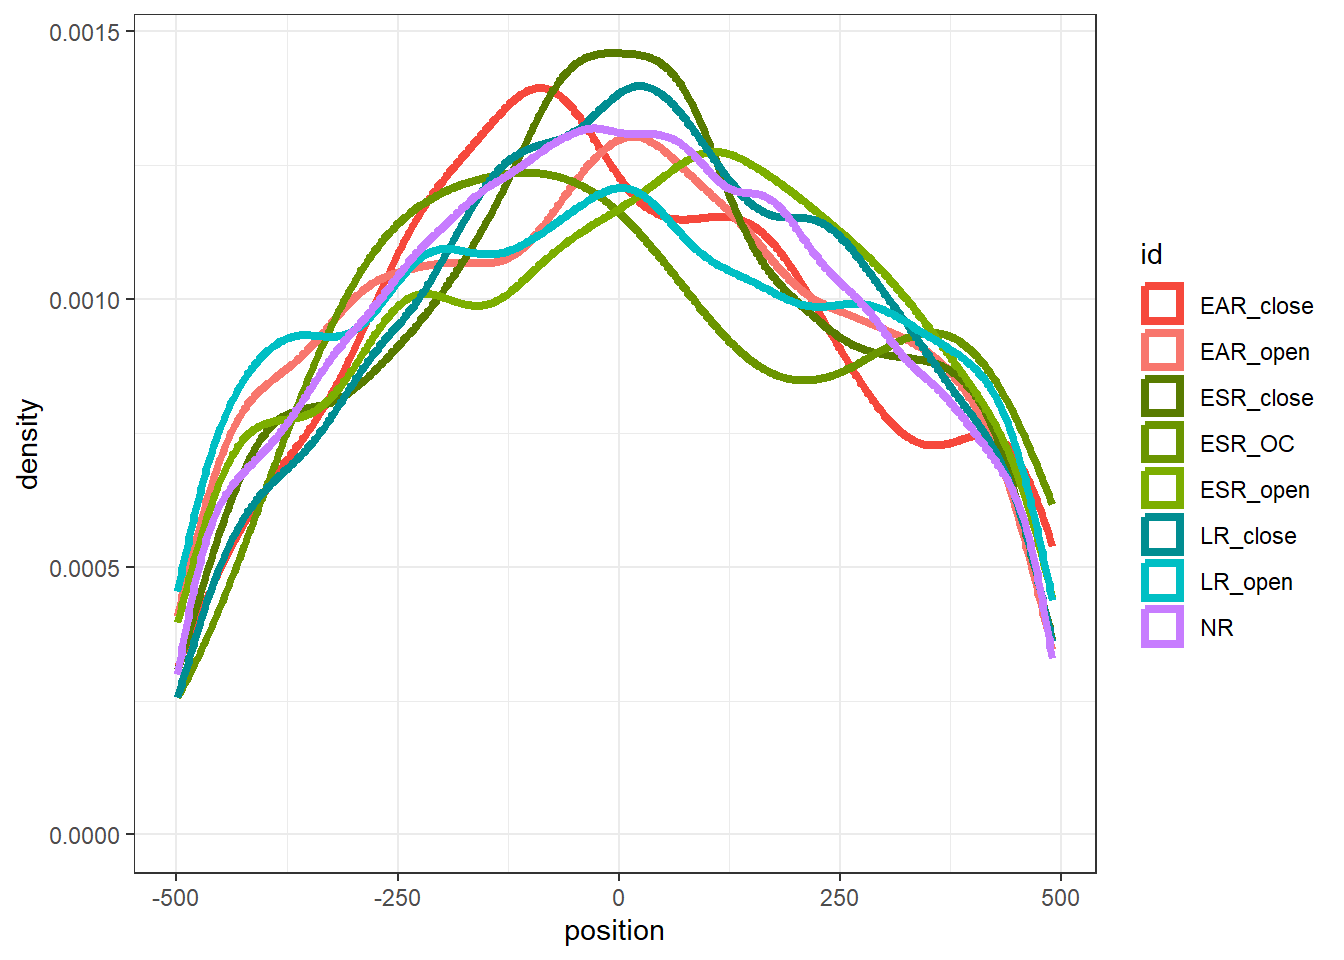 0.0015
0.0010
0.0005
0.0000
density
-500
-250
0
250
500
position
id
EAR_close
EAR_open
ESR_close
ESR_OC
ESR_open
LR_close
LR_open
NR